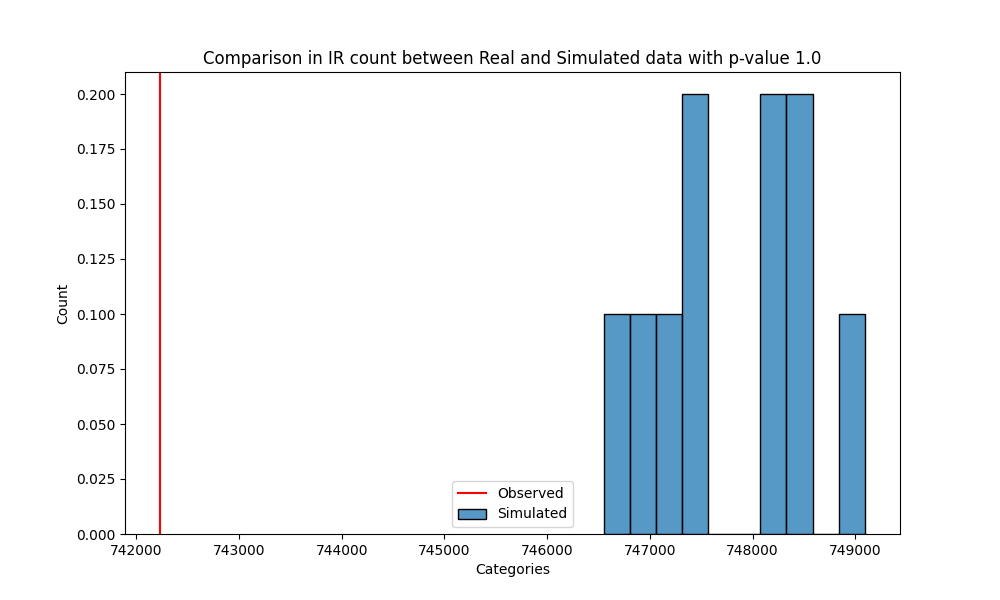 Comparison in IR count between Real and Simulated data with p-value 1.0
0.200
0.175
0.150
0.125
0.100
0.075
0.050
0.025
0.000
Count
Observed
Simulated
742000 743000 744000 745000 746000 747000 748000 749000
Categories